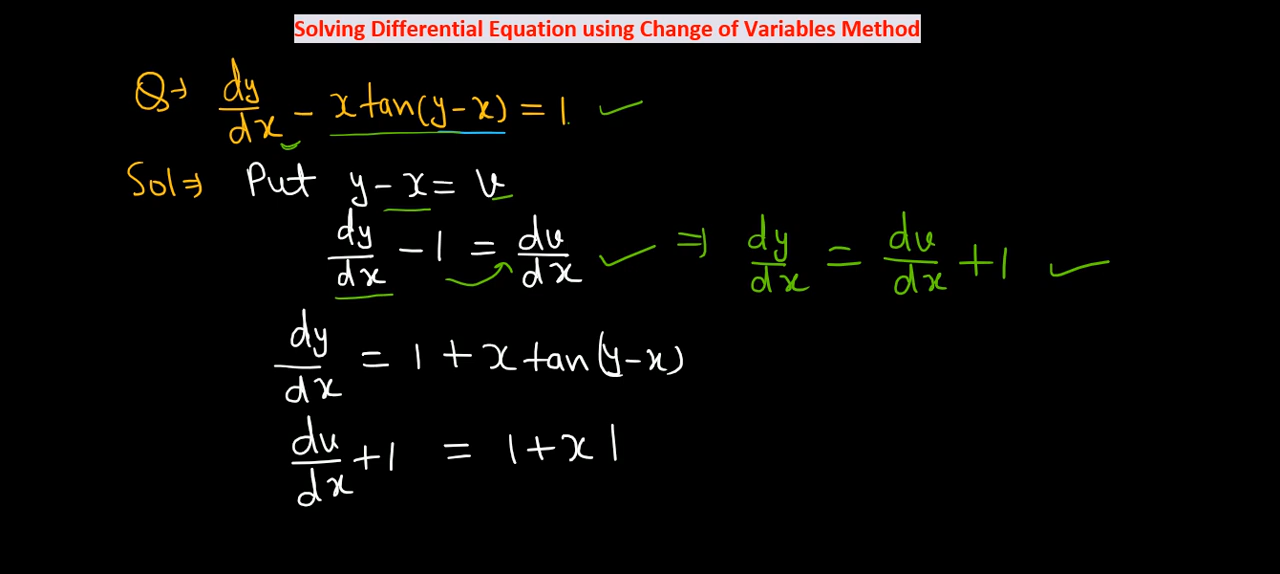 Solving Differential Equation using Change of Variables Method
Q⇒ dy/dx - x tan(y-x) = 1
Sol⇒ Put y-x = v
dy/dx - 1 = dv/dx ⇒ dy/dx = dv/dx + 1
dy/dx = 1 + x tan(y-x)
dv/dx + 1 = 1 + x |